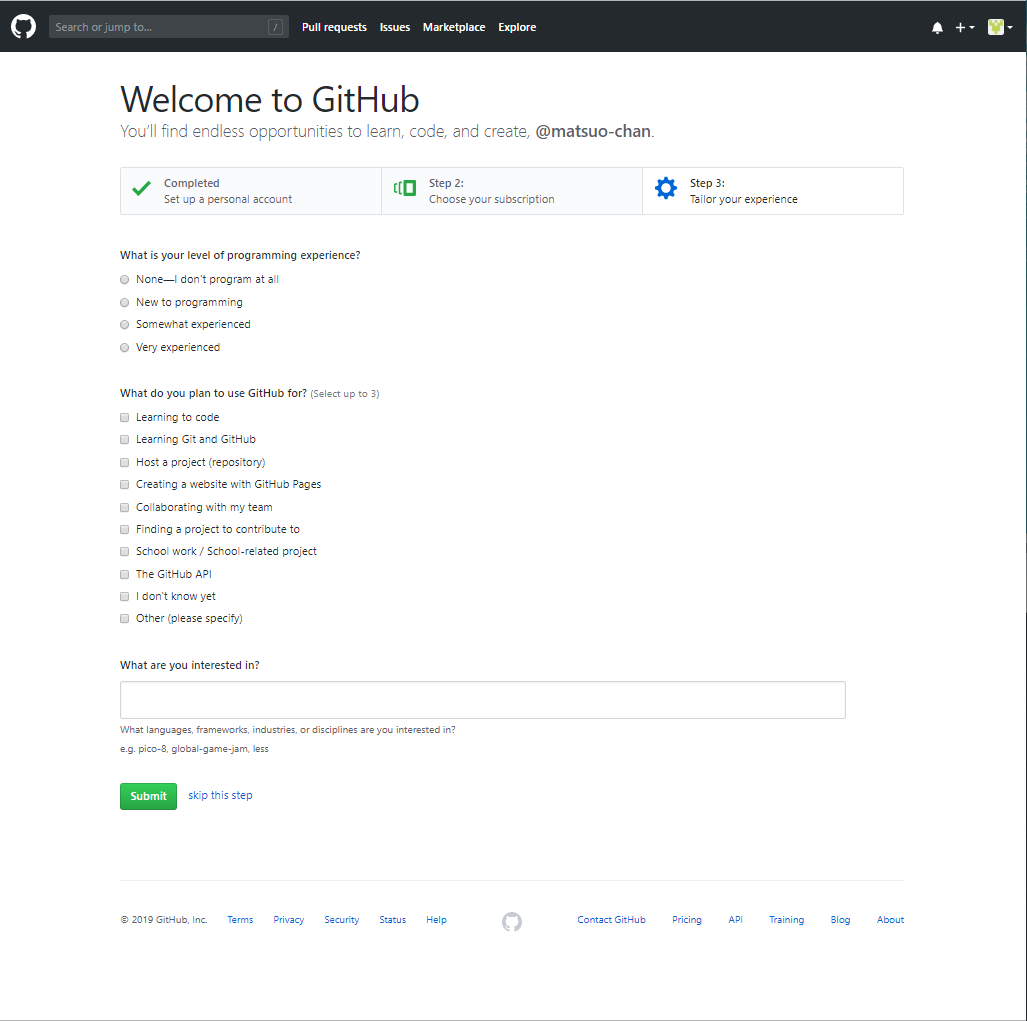 Search or jump to... /
Pull requests Issues Marketplace Explore
Welcome to GitHub
You'll find endless opportunities to learn, code, and create, @matsuo-chan.
Completed
Set up a personal account
Step 2:
Choose your subscription
Step 3:
Tailor your experience
What is your level of programming experience?
None—I don't program at all
New to programming
Somewhat experienced
Very experienced
What do you plan to use GitHub for? (Select up to 3)
Learning to code
Learning Git and GitHub
Host a project (repository)
Creating a website with GitHub Pages
Collaborating with my team
Finding a project to contribute to
School work / School-related project
The GitHub API
I don't know yet
Other (please specify)
What are you interested in?
What languages, frameworks, industries, or disciplines are you interested in?
e.g. pico-8, global-game-jam, less
Submit skip this step
© 2019 GitHub, Inc. Terms Privacy Security Status Help Contact GitHub Pricing API Training Blog About